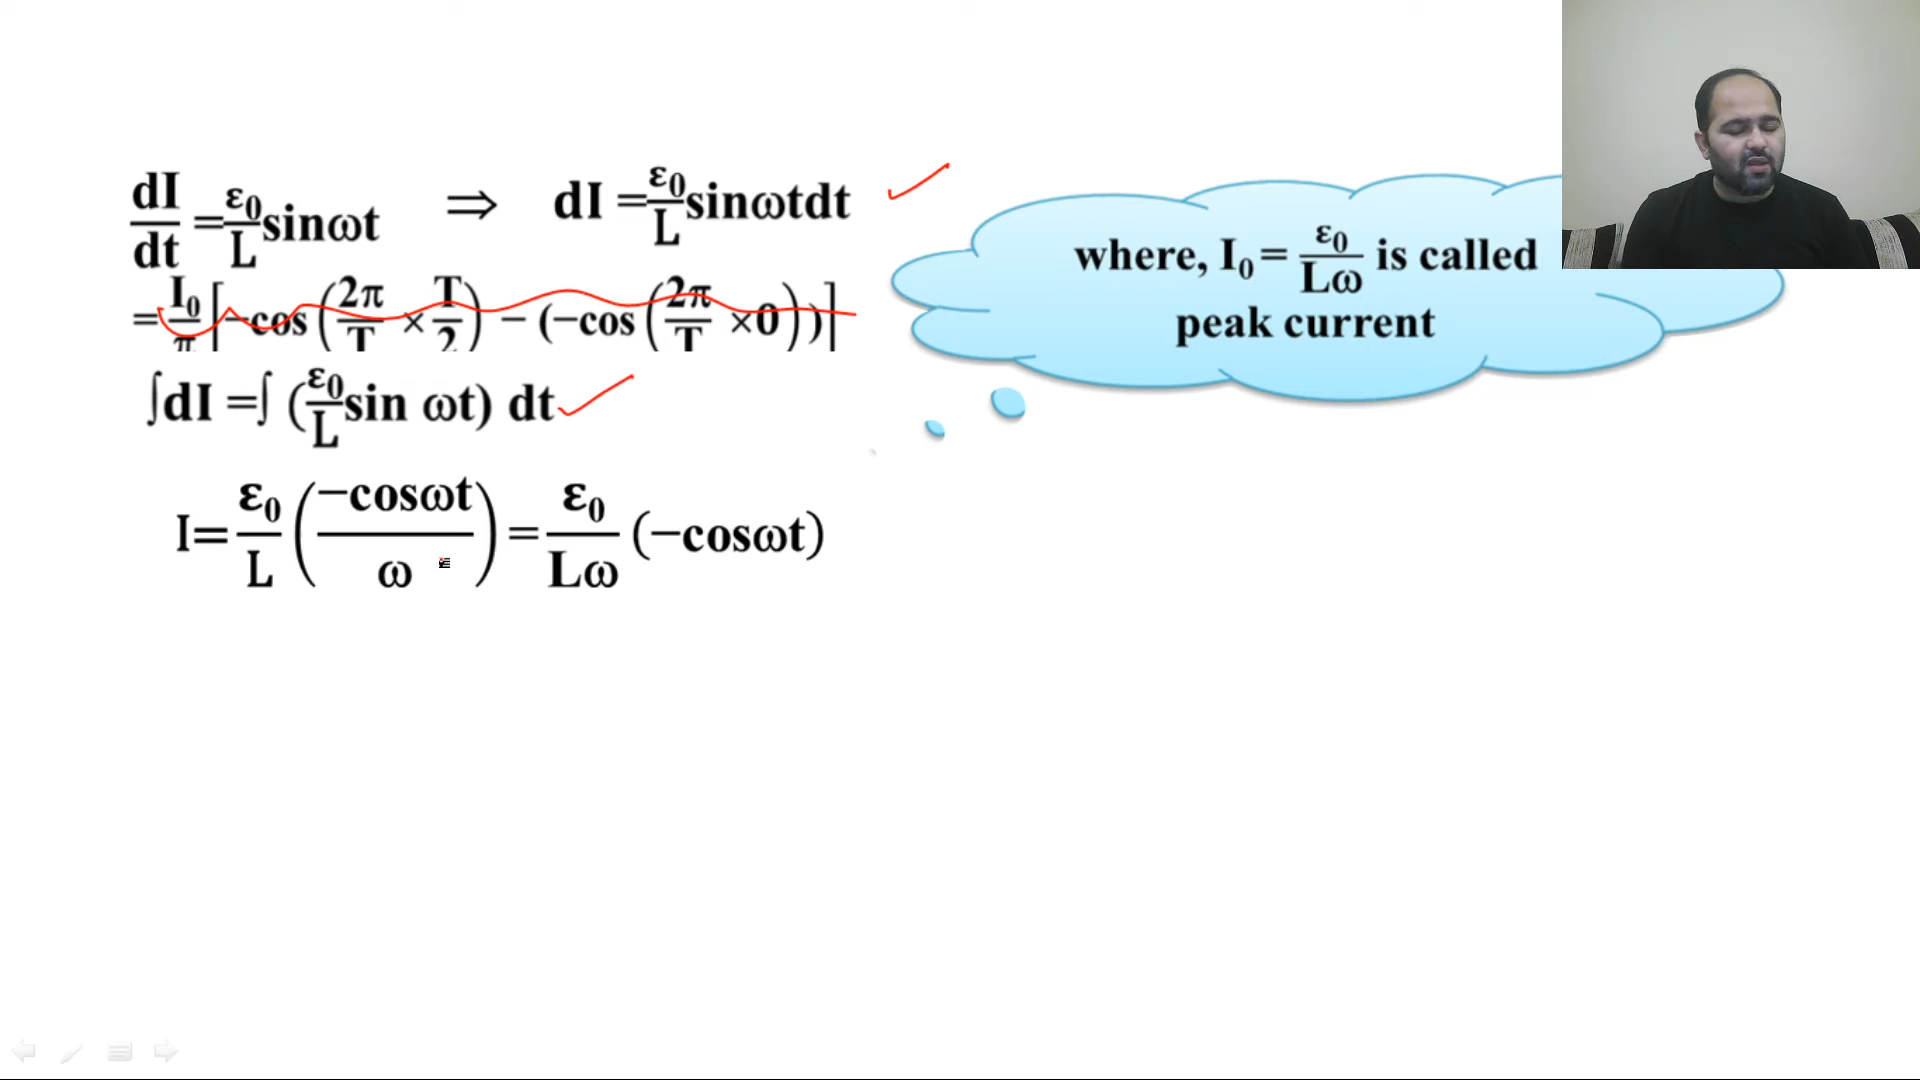 dI/dt = ε₀/L sinωt ⇒ dI = ε₀/L sinωtdt
= I₀/π [−cos(2π/T × T/2) − (−cos(2π/T ×0))]
∫dI = ∫ (ε₀/L sin ωt) dt
I= ε₀/L (−cosωt/ω) = ε₀/Lω (−cosωt)
where, I₀ = ε₀/Lω is called
peak current